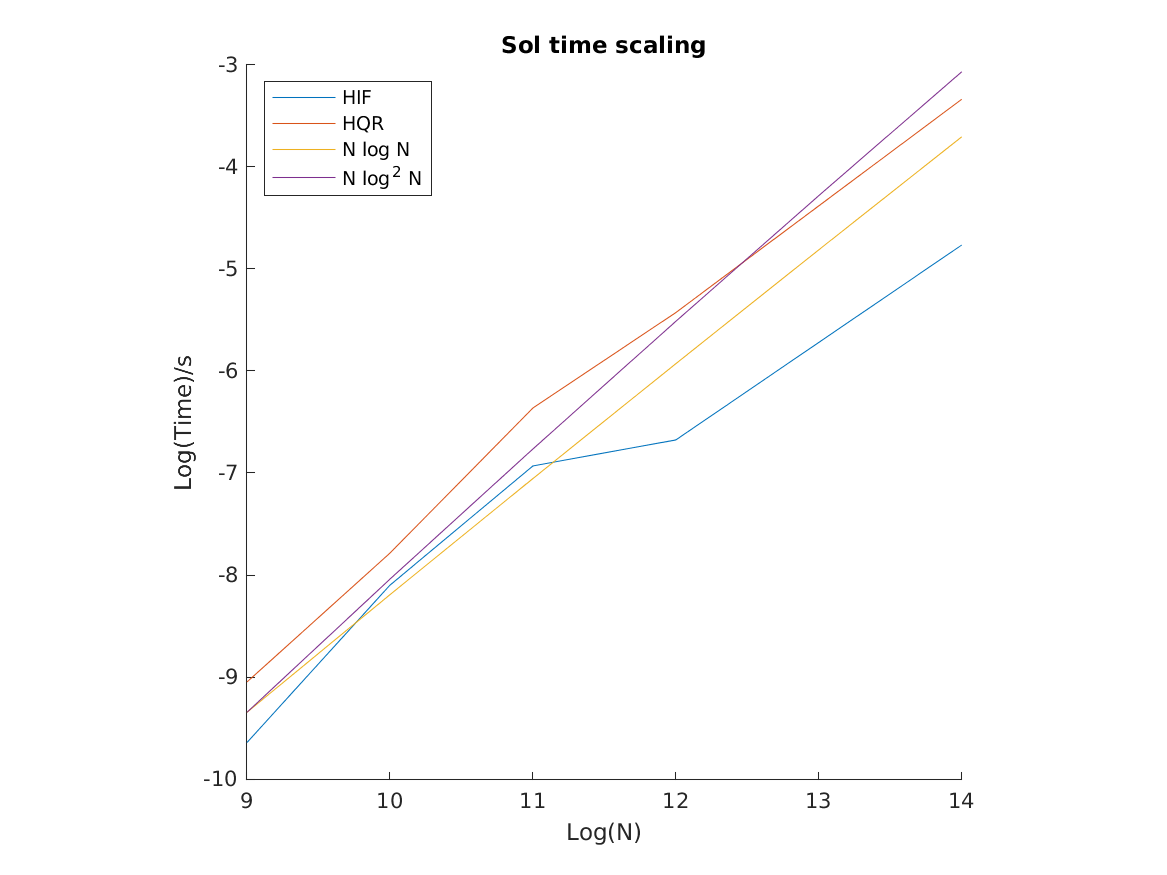 Sol time scaling
-3
-4
-5
-6
-7
-8
-9
-10
HIF
HQR
N log N
N log² N
Log(Time)/s
9 10 11 12 13 14
Log(N)